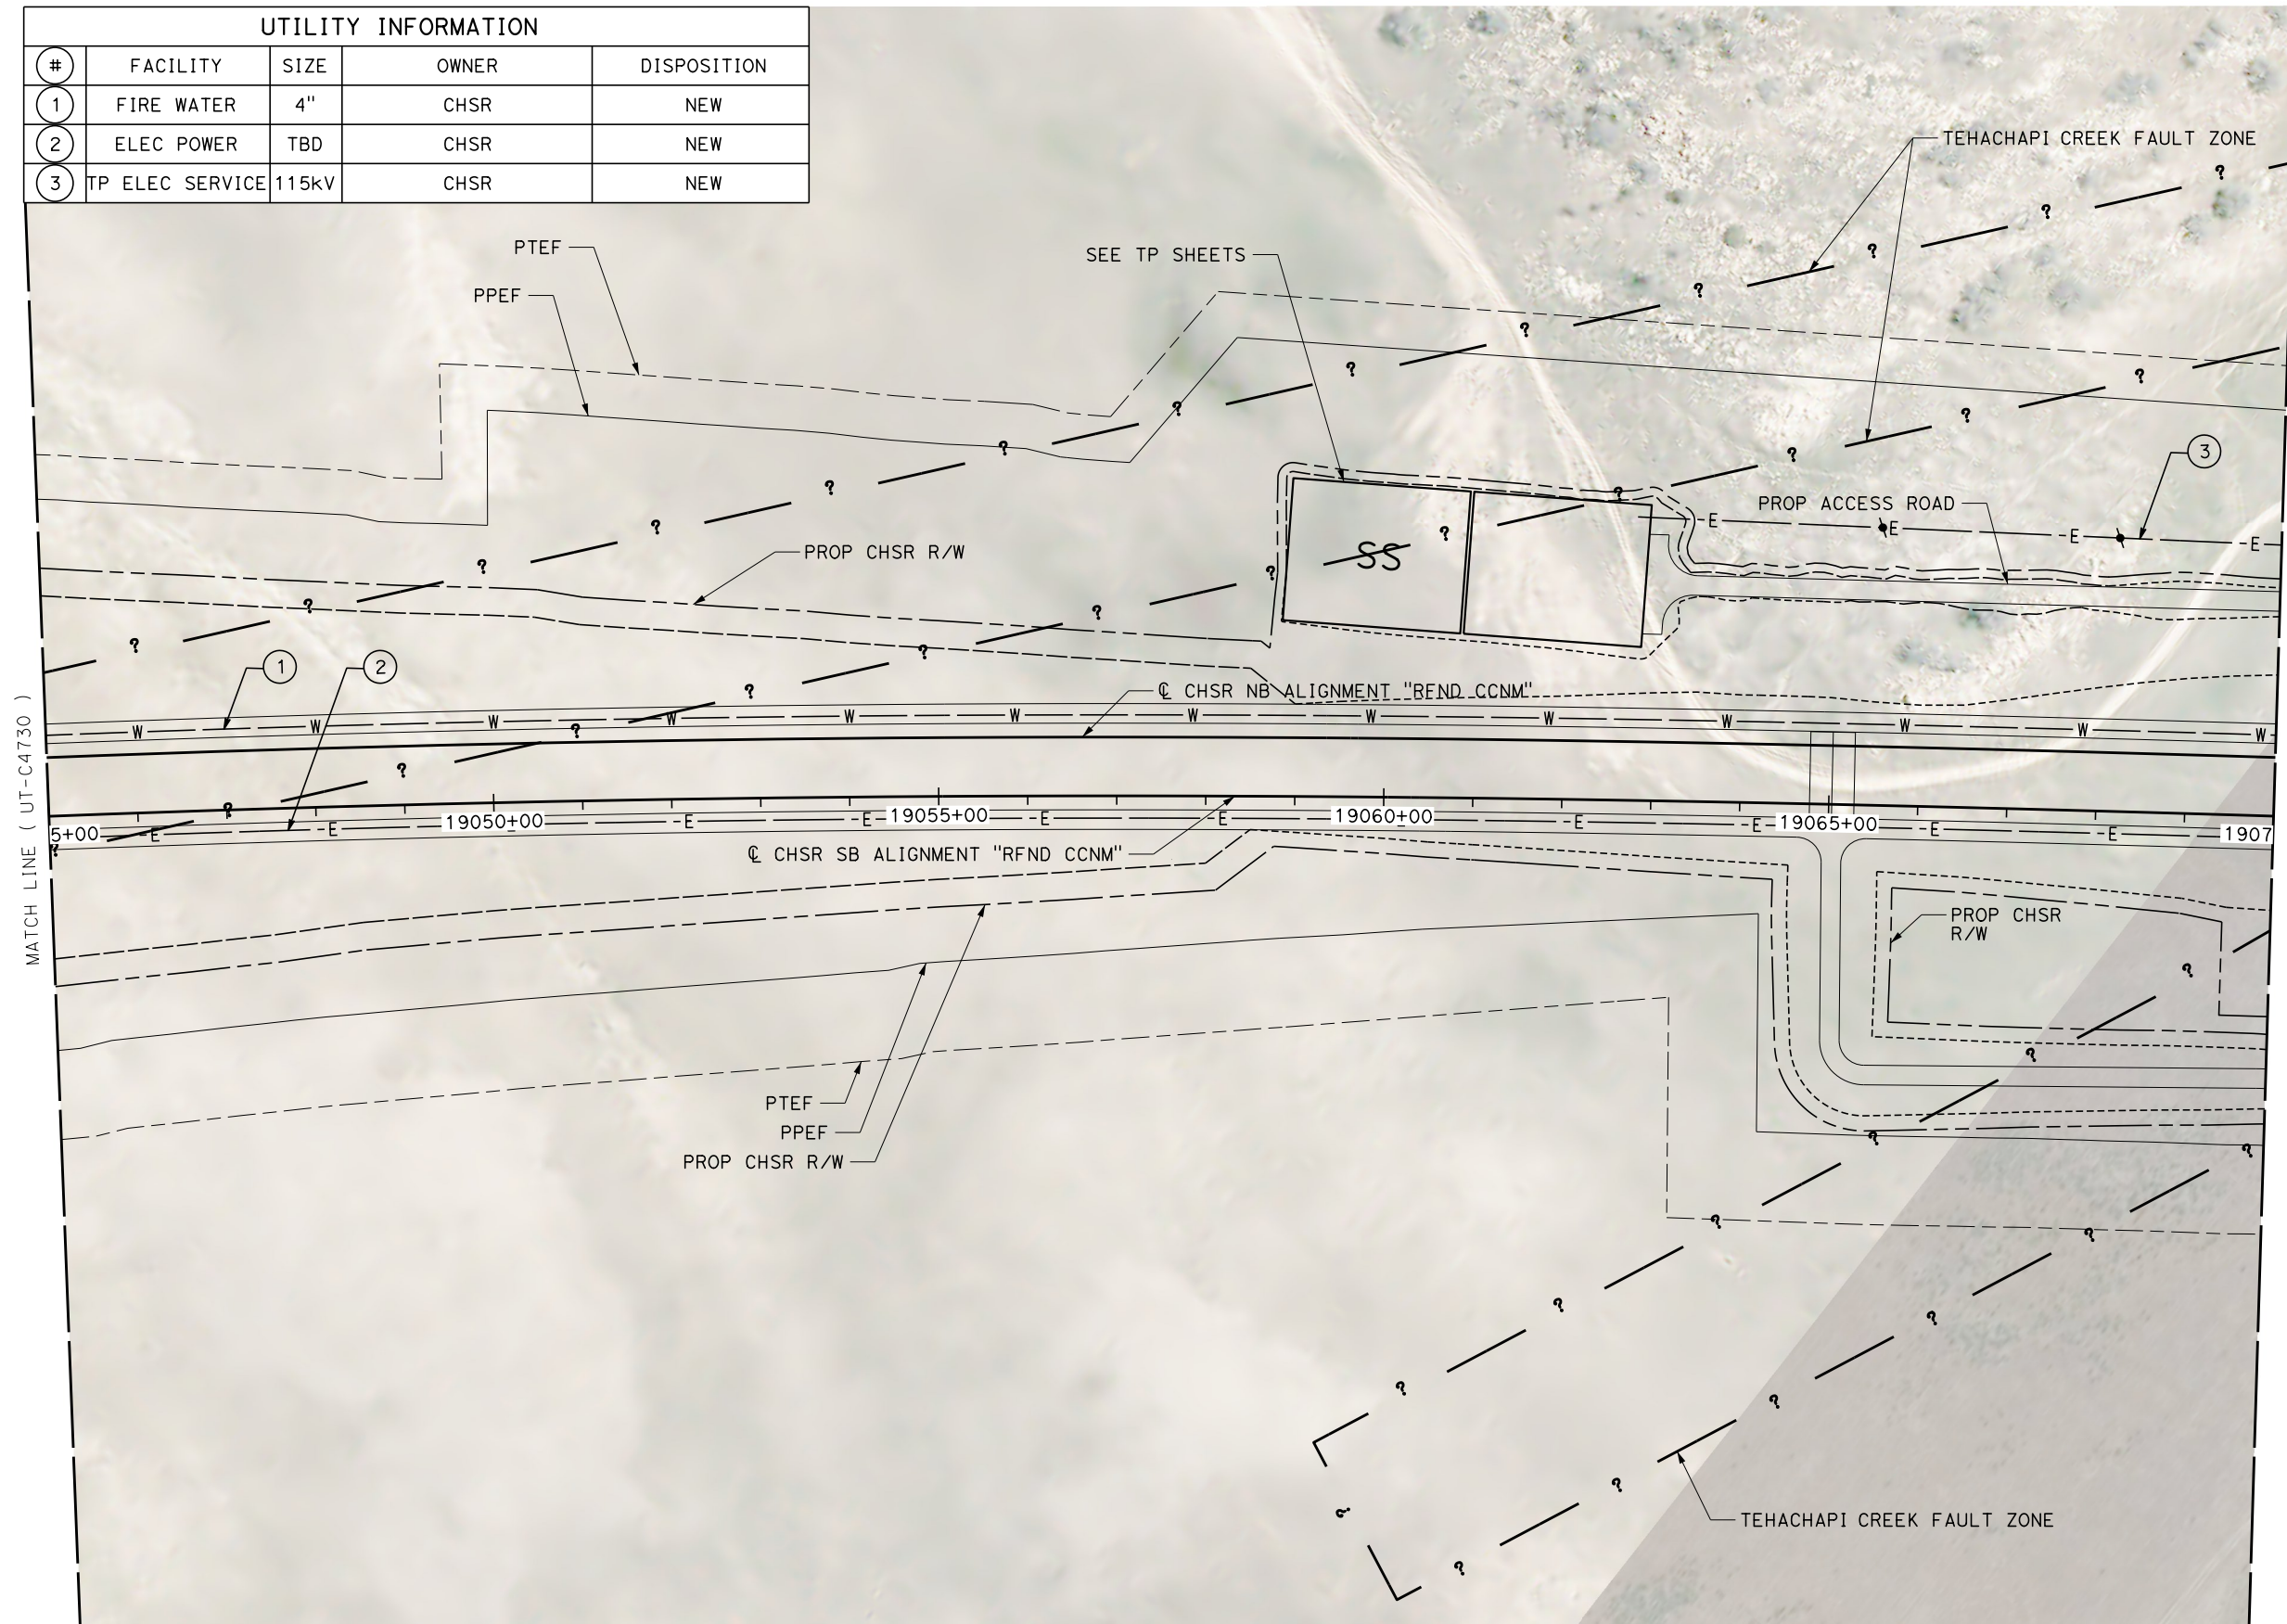 UTILITY INFORMATION
# FACILITY SIZE OWNER DISPOSITION
1 FIRE WATER 4" CHSR NEW
2 ELEC POWER TBD CHSR NEW
3 TP ELEC SERVICE 115kV CHSR NEW
TEHACHAPI CREEK FAULT ZONE
PTEF
SEE TP SHEETS
PPEF
3
PROP ACCESS ROAD
E E E E
PROP CHSR R/W
SS
1
2
℄ CHSR NB ALIGNMENT "RFND CCNM"
W W W W W W W W W W W W W
MATCH LINE ( UT-C4730 )
5+00
19050+00
19055+00
19060+00
19065+00
1907
E E E E E E E E E E
℄ CHSR SB ALIGNMENT "RFND CCNM"
PROP CHSR
R/W
PTEF
PPEF
PROP CHSR R/W
TEHACHAPI CREEK FAULT ZONE